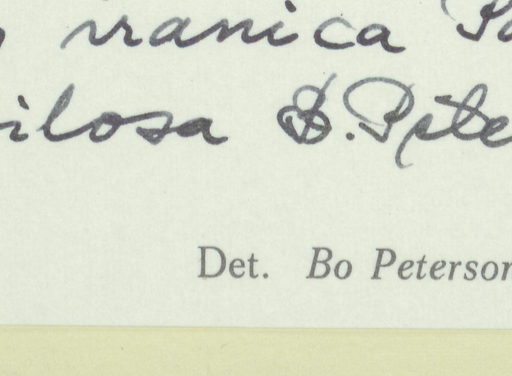 iranica
ilosa B. Pete
Det. Bo Peterson